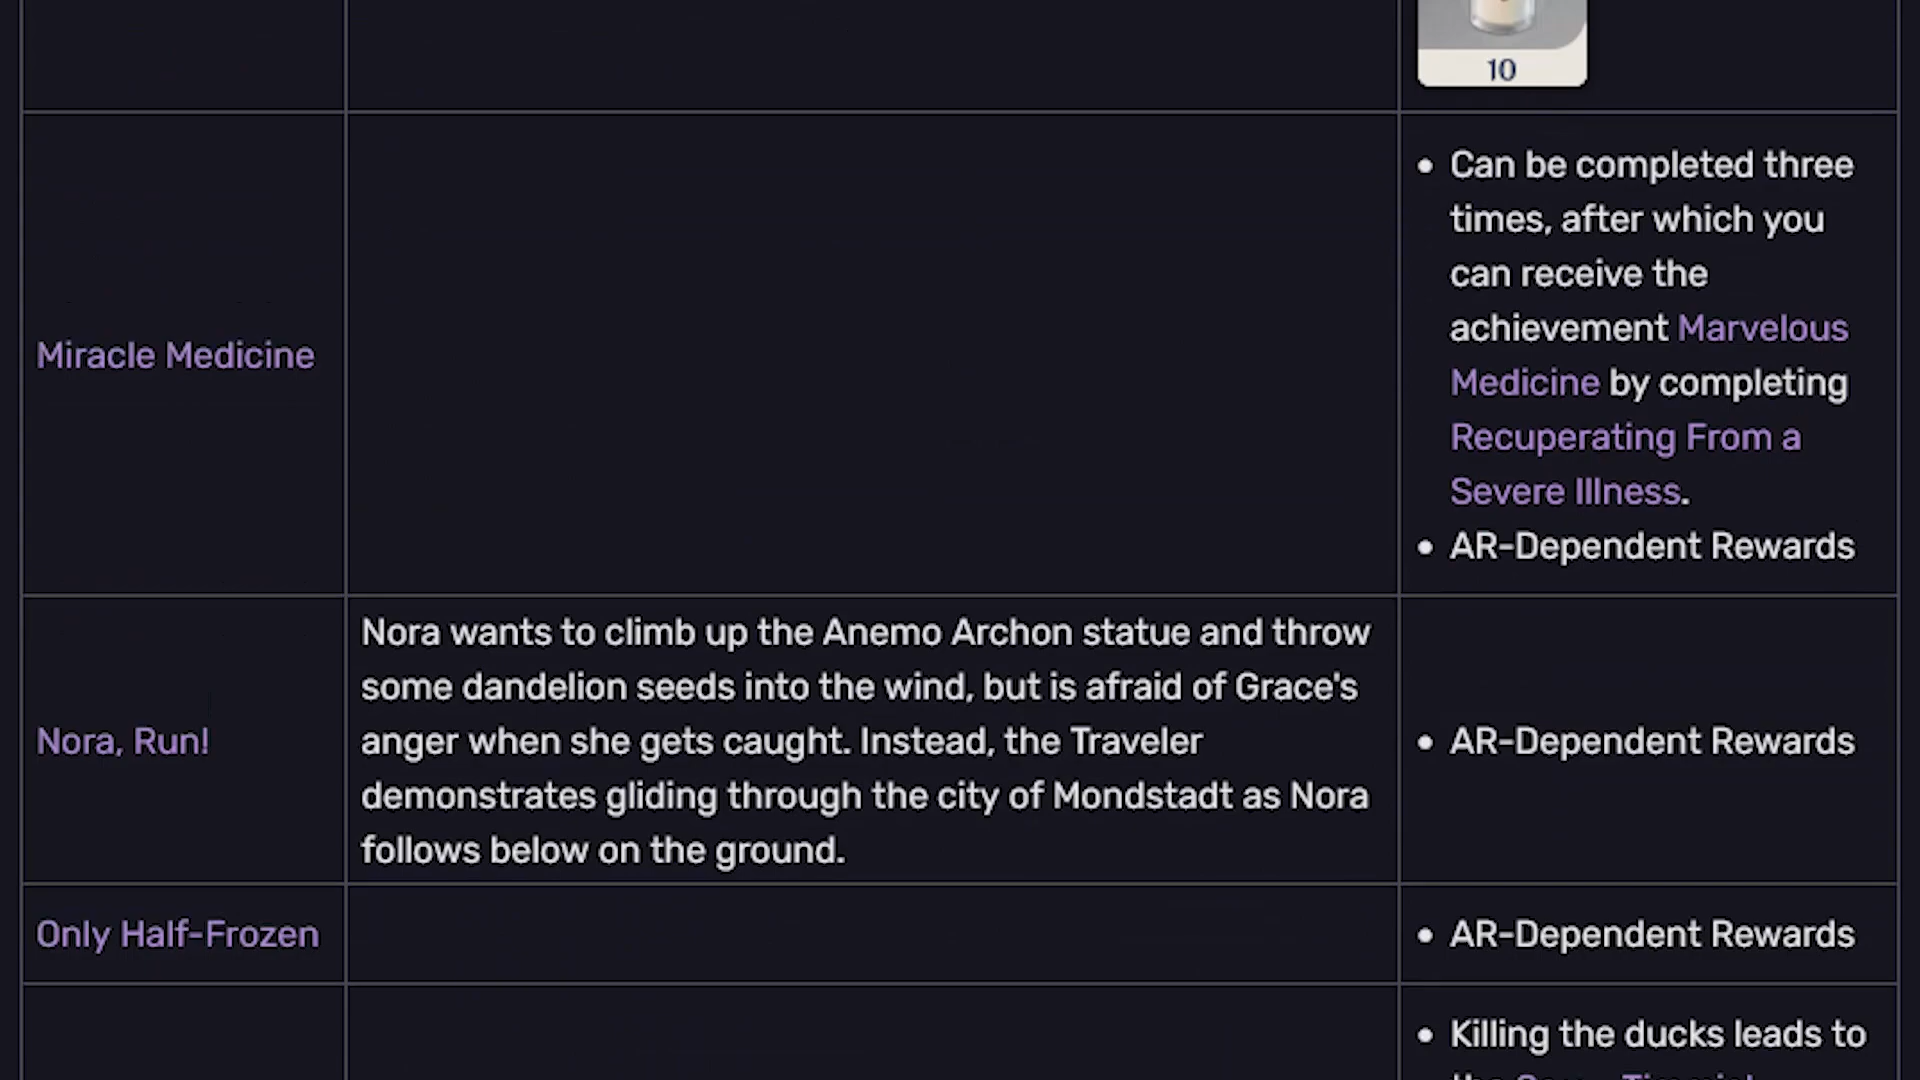 10
Miracle Medicine
• Can be completed three
times, after which you
can receive the
achievement Marvelous
Medicine by completing
Recuperating From a
Severe Illness.
• AR-Dependent Rewards
Nora, Run!
Nora wants to climb up the Anemo Archon statue and throw
some dandelion seeds into the wind, but is afraid of Grace's
anger when she gets caught. Instead, the Traveler
demonstrates gliding through the city of Mondstadt as Nora
follows below on the ground.
• AR-Dependent Rewards
Only Half-Frozen
• AR-Dependent Rewards
• Killing the ducks leads to